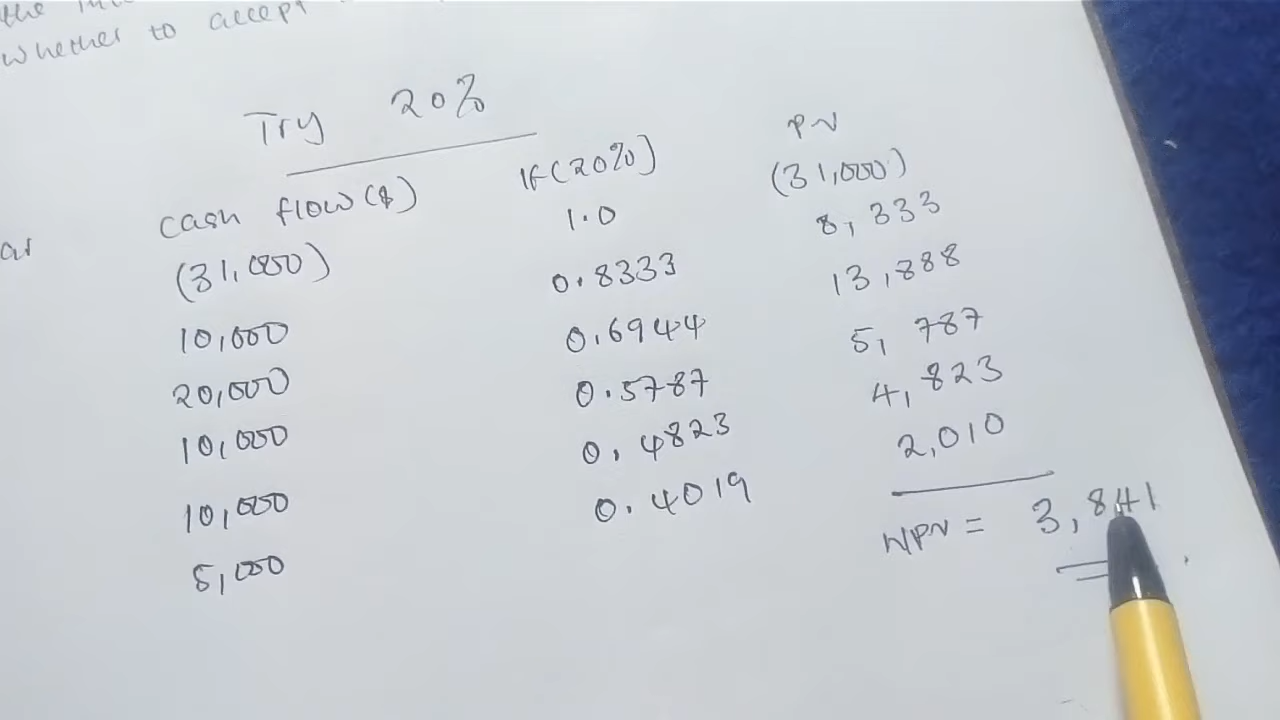 the
whether to accept
Try 20%
cash flow($) IF(20%) PV
(31,000) 1.0 (31,000)
10,000 0.8333 8,333
20,000 0.6944 13,888
10,000 0.5787 5,787
10,000 0.4823 4,823
5,000 0.4019 2,010
NPV = 3,841